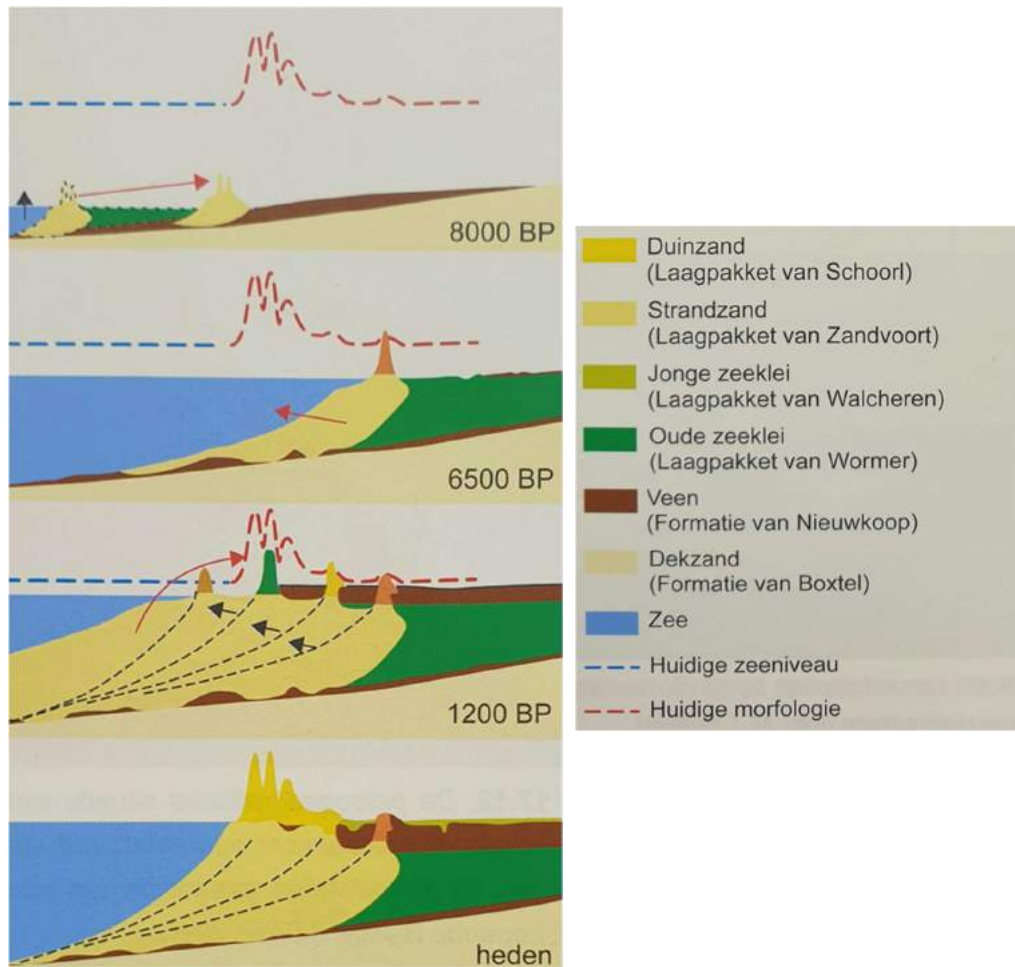 8000 BP
6500 BP
1200 BP
heden
Duinzand
(Laagpakket van Schoorl)
Strandzand
(Laagpakket van Zandvoort)
Jonge zeeklei
(Laagpakket van Walcheren)
Oude zeeklei
(Laagpakket van Wormer)
Veen
(Formatie van Nieuwkoop)
Dekzand
(Formatie van Boxtel)
Zee
Huidige zeeniveau
Huidige morfologie